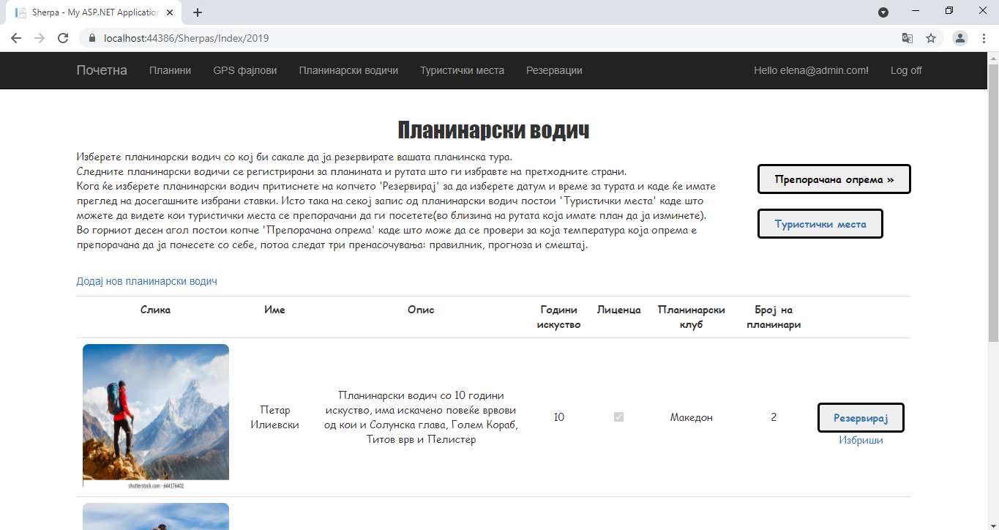 Sherpa - My ASP.NET Application
localhost:44386/Sherpas/Index/2019
Почетна Планини GPS фајлови Планинарски водичи Туристички места Резервации Hello elena@admin.com! Log off
Планинарски водич
Изберете планинарски водич со кој би сакале да ја резервирате вашата планинска тура.
Следните планинарски водичи се регистрирани за планината и рутата што ги избравте на претходните страни.
Кога ќе изберете планинарски водич притиснете на копчето 'Резервирај' за да изберете датум и време за турата и каде ќе имате
преглед на досегашните избрани ставки. Исто така на секој запис од планинарски водич постои 'Туристички места' каде што
можете да видете кои туристички места се препорачани да ги посетете(во близина на рутата која имате план да ја изминете).
Во горниот десен агол постои копче 'Препорачана опрема' каде што може да се провери за која температура која опрема е
препорачана да ја понесете со себе, потоа следат три пренасочувања: правилник, прогноза и смештај.
Препорачана опрема »
Туристички места
Додај нов планинарски водич
Слика Име Опис Години искуство Лиценца Планинарски клуб Број на планинари
Петар
Илиевски
Планинарски водич со 10 години
искуство, има искачено повеќе врвови
од кои и Солунска глава, Голем Кораб,
Титов врв и Пелистер
10
Македон
2
Резервирај
Избриши
shutterstock.com - 644176402